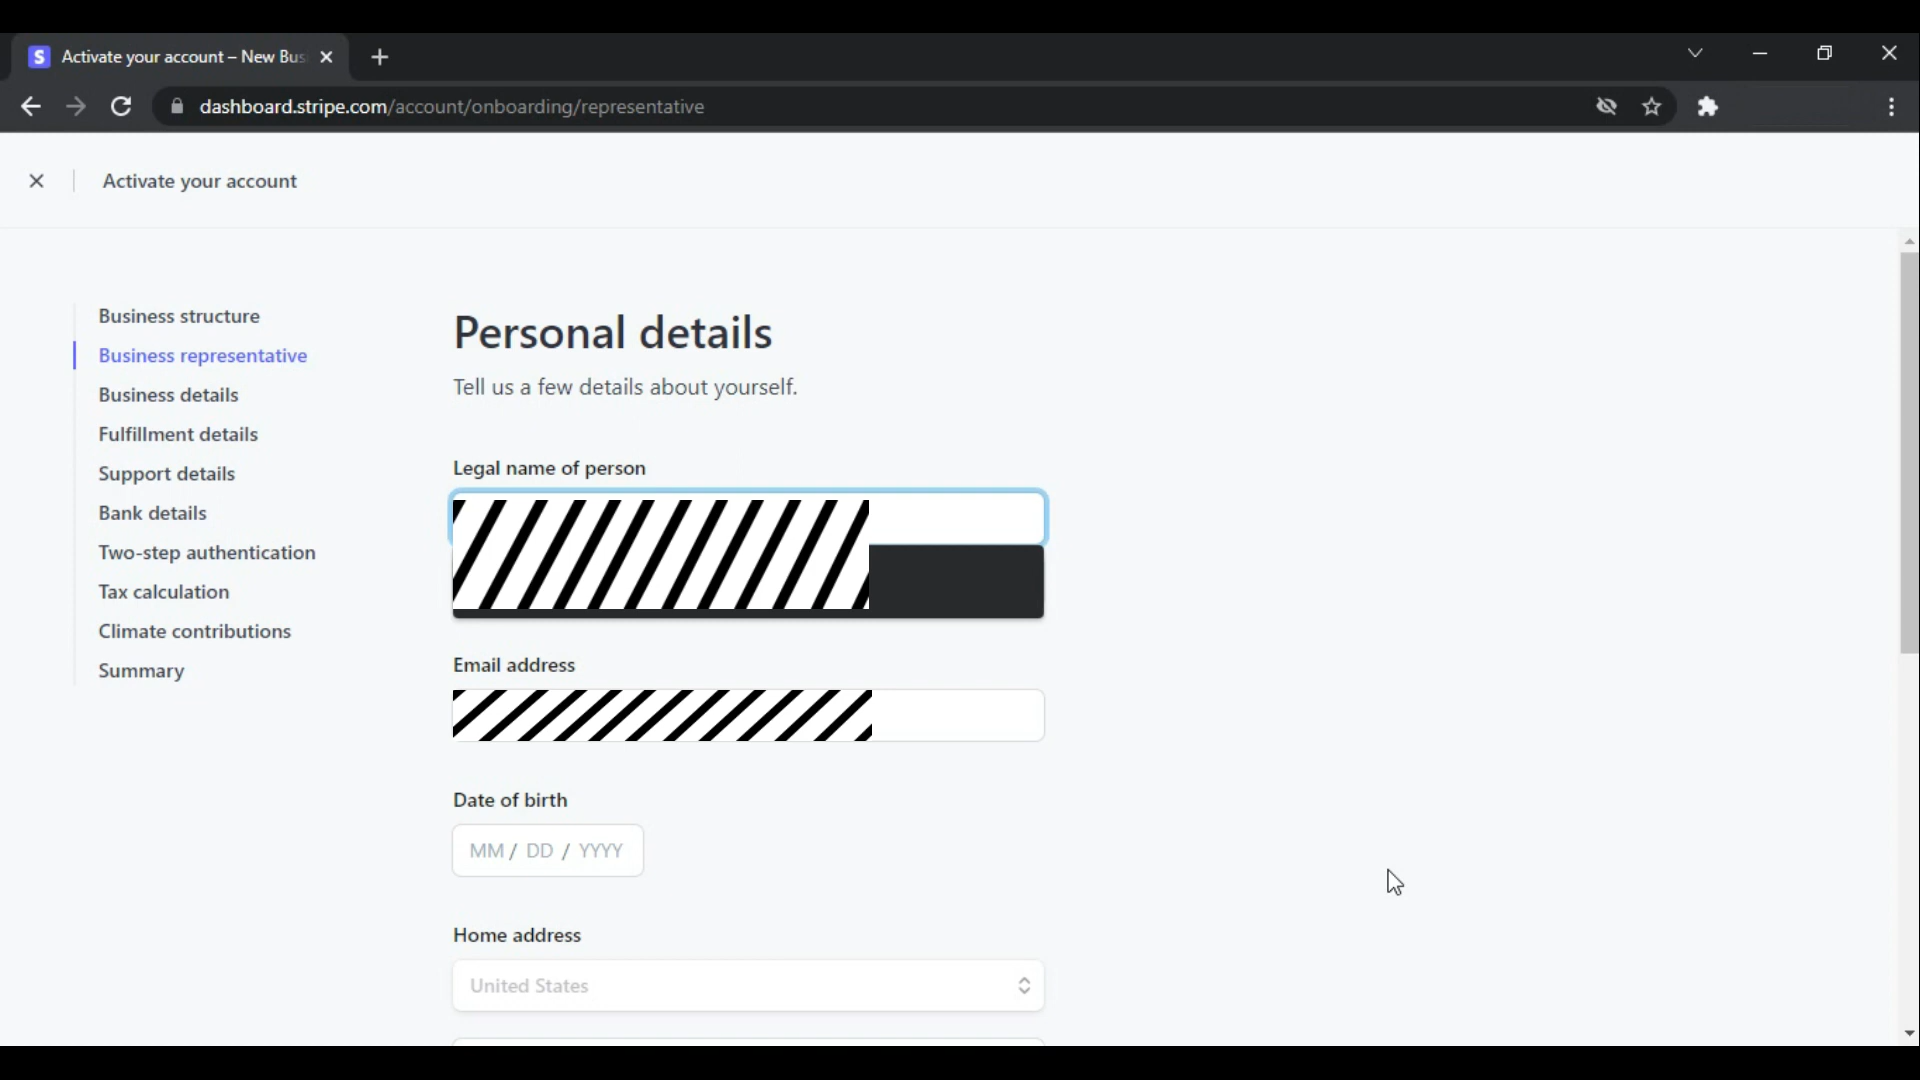 S Activate your account – New Bus
dashboard.stripe.com/account/onboarding/representative
Activate your account
Business structure
Business representative
Business details
Fulfillment details
Support details
Bank details
Two-step authentication
Tax calculation
Climate contributions
Summary
Personal details
Tell us a few details about yourself.
Legal name of person
Email address
Date of birth
MM / DD / YYYY
Home address
United States